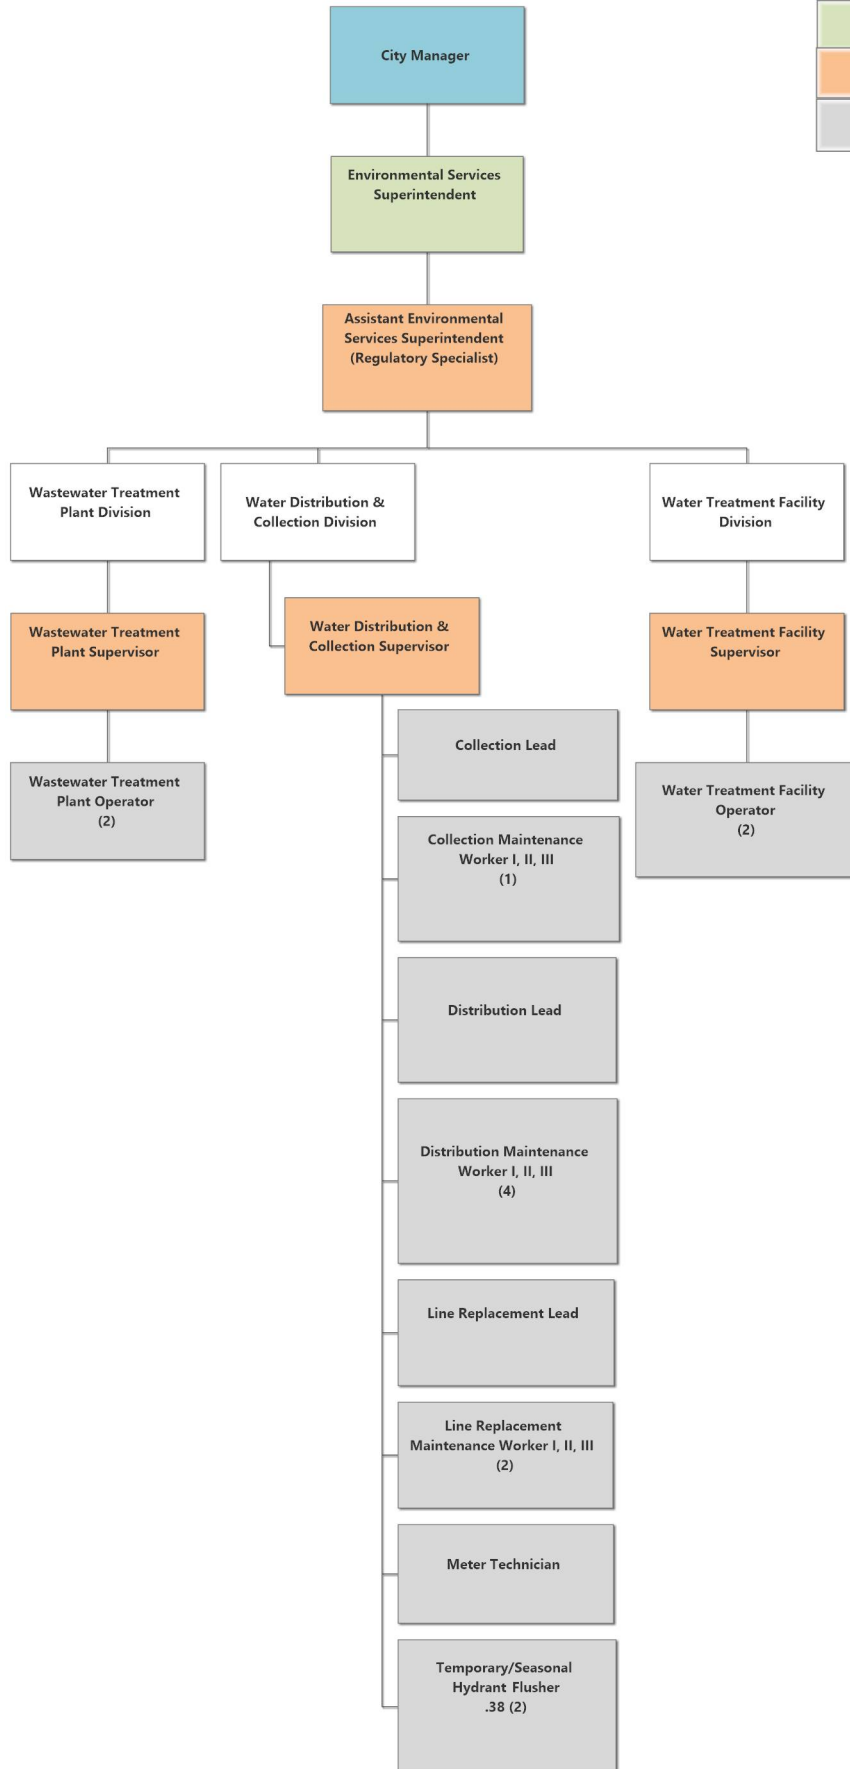 City Manager
Environmental Services
Superintendent
Assistant Environmental
Services Superintendent
(Regulatory Specialist)
Wastewater Treatment
Plant Division
Water Distribution &
Collection Division
Water Treatment Facility
Division
Wastewater Treatment
Plant Supervisor
Water Distribution &
Collection Supervisor
Water Treatment Facility
Supervisor
Wastewater Treatment
Plant Operator
(2)
Water Treatment Facility
Operator
(2)
Collection Lead
Collection Maintenance
Worker I, II, III
(1)
Distribution Lead
Distribution Maintenance
Worker I, II, III
(4)
Line Replacement Lead
Line Replacement
Maintenance Worker I, II, III
(2)
Meter Technician
Temporary/Seasonal
Hydrant Flusher
.38 (2)